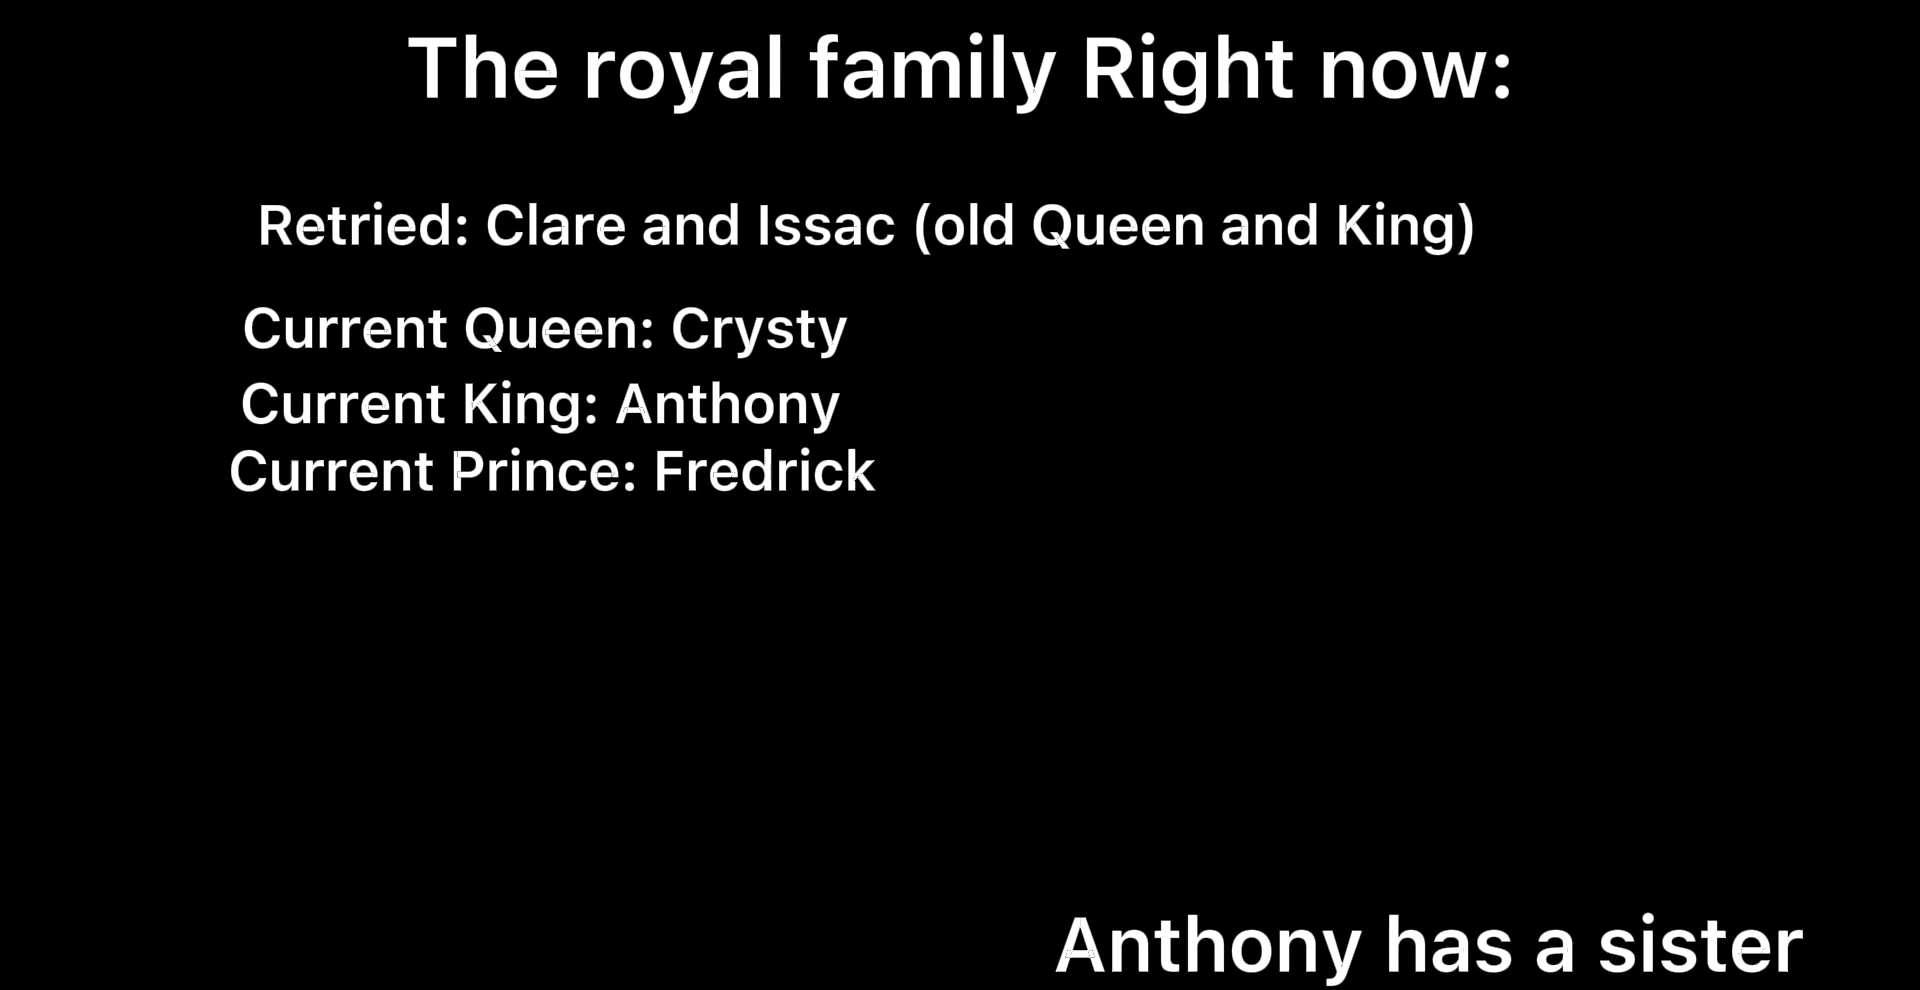 The royal family Right now:
Retried: Clare and Issac (old Queen and King)
Current Queen: Crysty
Current King: Anthony
Current Prince: Fredrick
Anthony has a sister